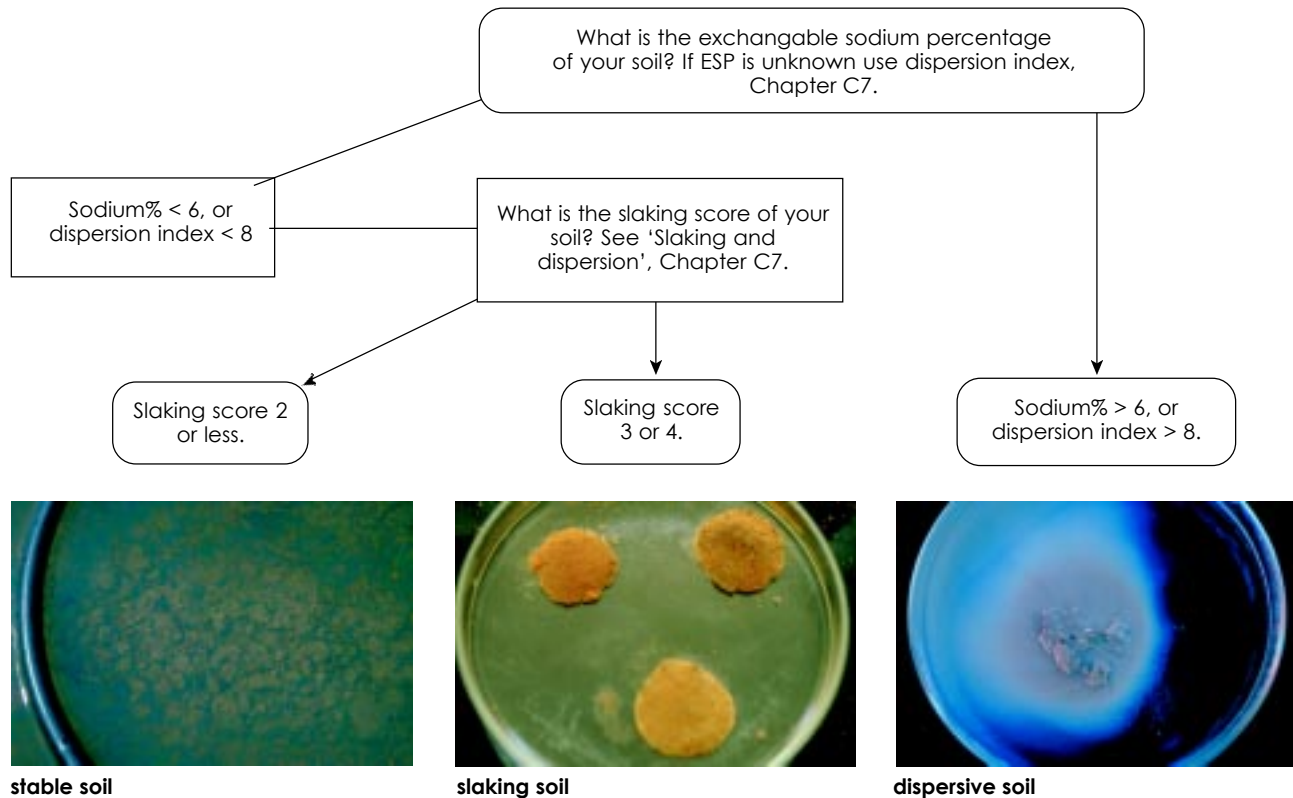 What is the exchangable sodium percentage
of your soil? If ESP is unknown use dispersion index,
Chapter C7.
Sodium% < 6, or
dispersion index < 8
What is the slaking score of your
soil? See ‘Slaking and
dispersion’, Chapter C7.
Slaking score 2
or less.
Slaking score
3 or 4.
Sodium% > 6, or
dispersion index > 8.
stable soil
slaking soil
dispersive soil